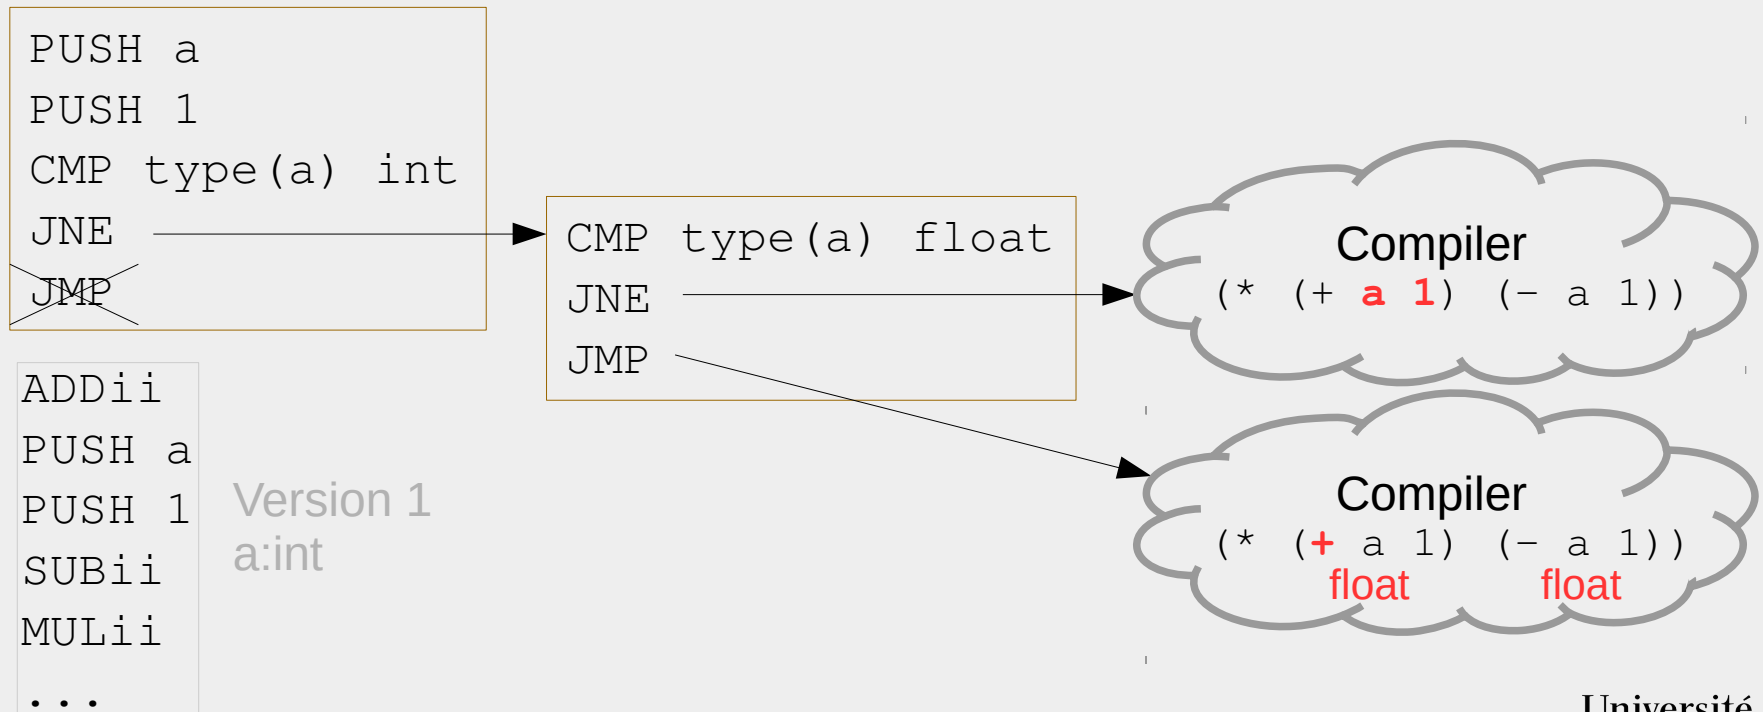 PUSH a
PUSH 1
CMP type(a) int
JNE
JMP
CMP type(a) float
JNE
JMP
Compiler
(* (+ a 1) (− a 1))
Compiler
(* (+ a 1) (− a 1))
float float
ADDii
PUSH a
PUSH 1
SUBii
MULii
...
Version 1
a:int
Université